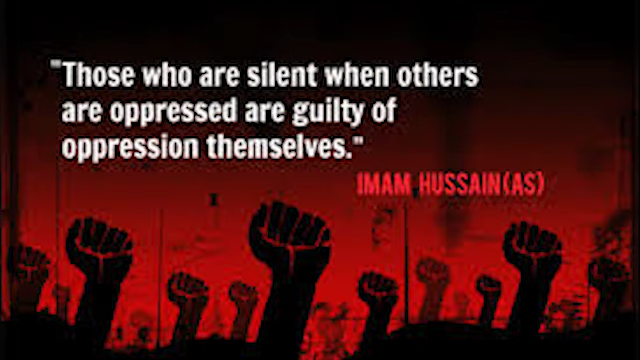 "Those who are silent when others
are oppressed are guilty of
oppression themselves."
IMAM HUSSAIN(AS)